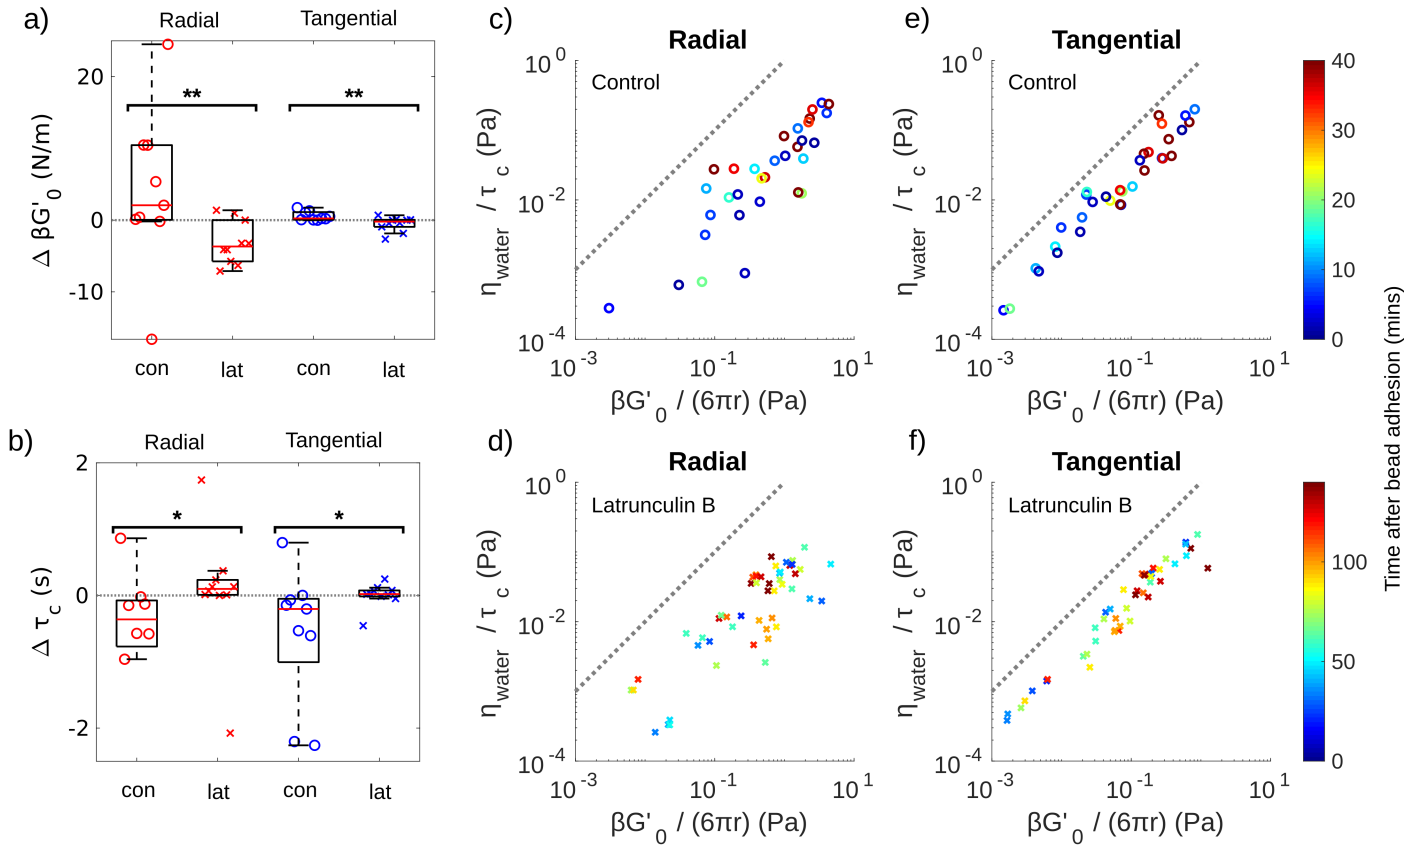 a)
Radial
Tangential
Δ βG'0 (N/m)
20
0
-10
**
**
con
lat
con
lat
b)
Radial
Tangential
Δ τc (s)
2
0
-2
*
*
con
lat
con
lat
c)
Radial
Control
ηwater / τc (Pa)
10^0
10^-2
10^-4
10^-3
10^-1
10^1
βG'0 / (6πr) (Pa)
d)
Radial
Latrunculin B
ηwater / τc (Pa)
10^0
10^-2
10^-4
10^-3
10^-1
10^1
βG'0 / (6πr) (Pa)
e)
Tangential
Control
ηwater / τc (Pa)
10^0
10^-2
10^-4
10^-3
10^-1
10^1
βG'0 / (6πr) (Pa)
40
30
20
10
0
f)
Tangential
Latrunculin B
ηwater / τc (Pa)
10^0
10^-2
10^-4
10^-3
10^-1
10^1
βG'0 / (6πr) (Pa)
100
50
0
Time after bead adhesion (mins)